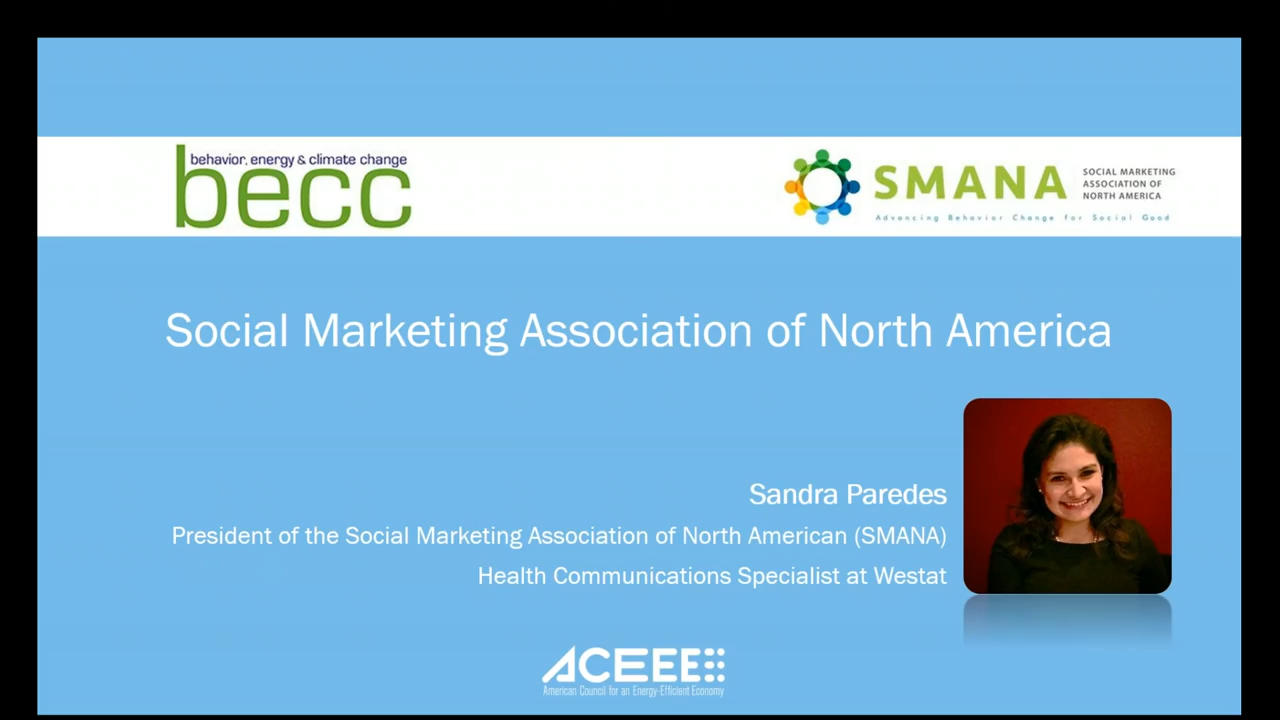 behavior, energy & climate change
becc
SMANA
SOCIAL MARKETING
ASSOCIATION OF
NORTH AMERICA
Advancing Behavior Change for Social Good
Social Marketing Association of North America
Sandra Paredes
President of the Social Marketing Association of North American (SMANA)
Health Communications Specialist at Westat
ACEEE
American Council for an Energy-Efficient Economy